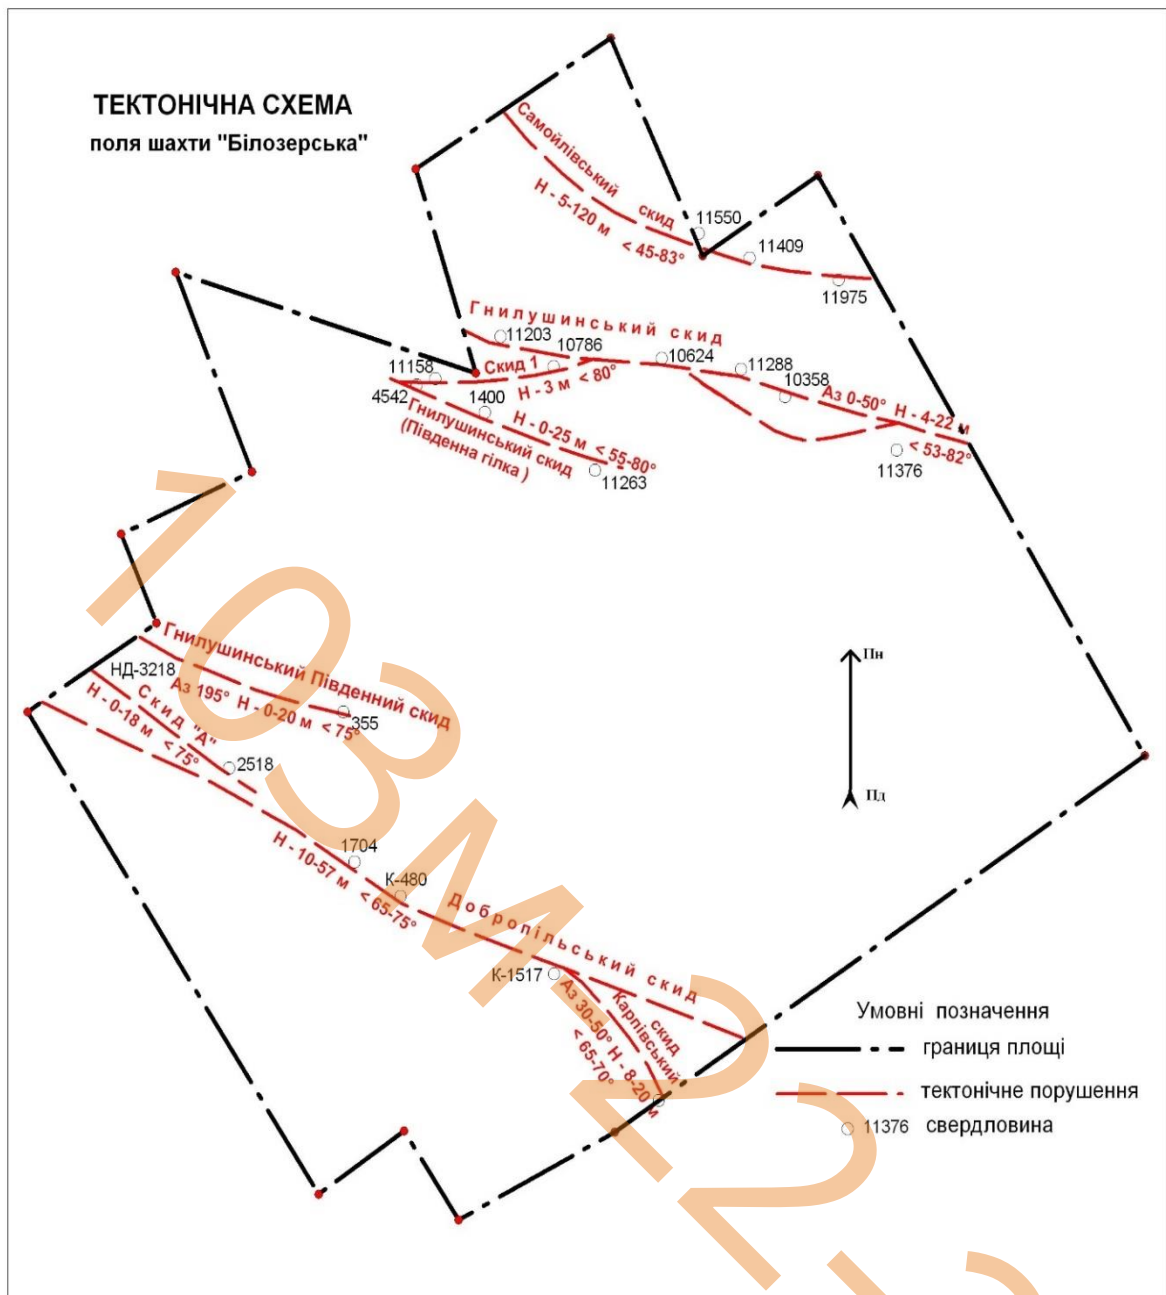 ТЕКТОНІЧНА СХЕМА
поля шахти "Білозерська"
Самойлівський скид
Н - 5-120 м < 45-83°
11550
11409
11975
Гнилушинський скид
11203
10786
10624
11288
10358
11158
Скид 1
Н - 3 м < 80°
4542
1400
Аз 0-50° Н - 4-22 м
< 53-82°
11376
Н - 0-25 м < 55-80°
Гнилушинський скид
(Південна гілка )
11263
Гнилушинський Південний скид
НД-3218
Аз 195° Н - 0-20 м < 75°
355
Скид "А"
Н - 0-18 м < 75°
2518
Пн
Пд
1704
Н - 10-57 м < 65-75°
К-480
Добропільський скид
К-1517
Карпівський скид
Аз 30-50° Н - 8-20 м
< 65-70°
Умовні позначення
границя площі
тектонічне порушення
11376 свердловина